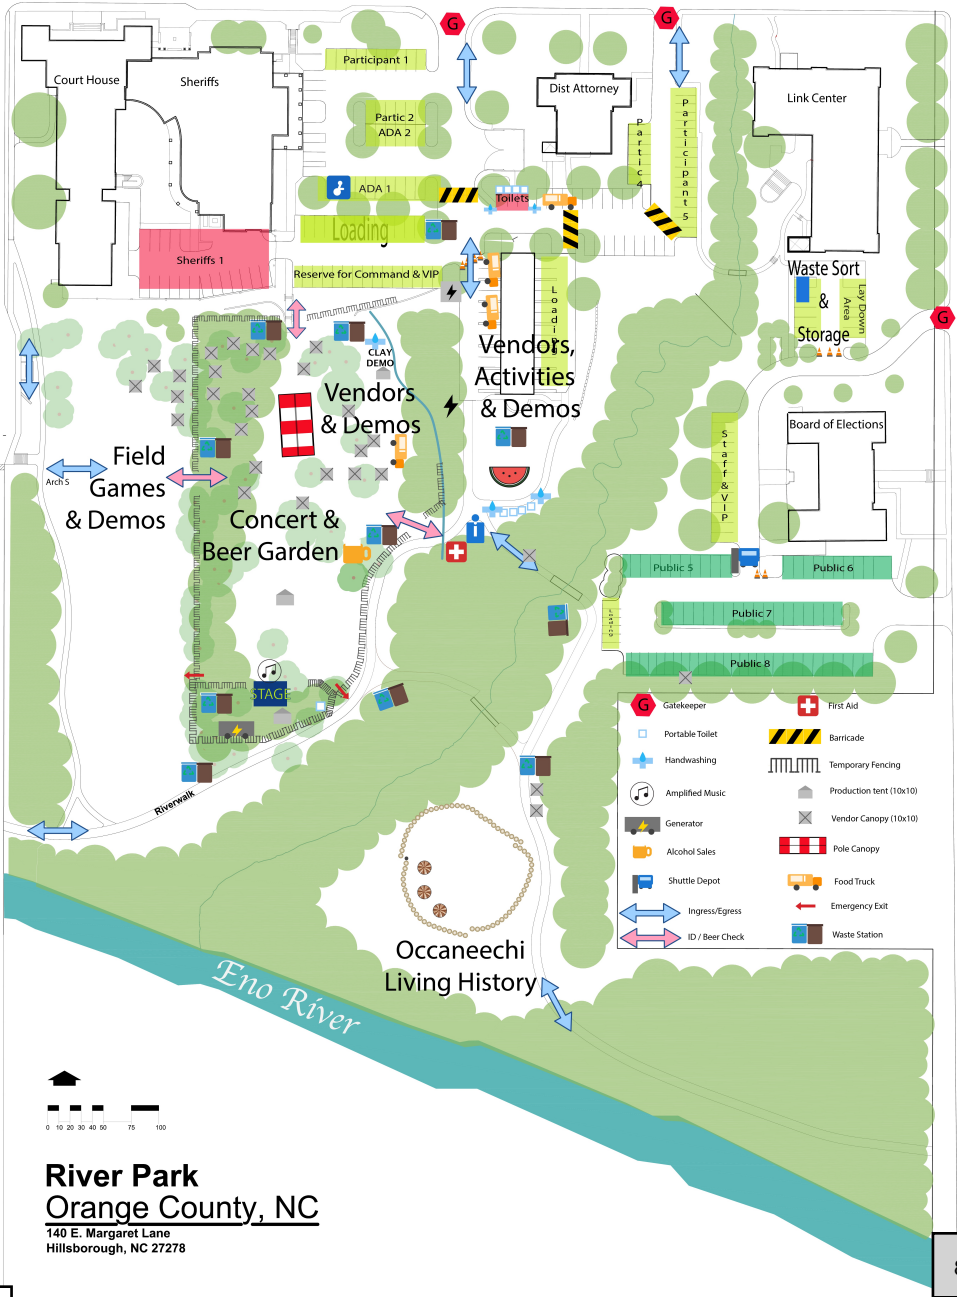 G
G
Participant 1
Court House
Sheriffs
Dist Attorney
Link Center
Partic 2
ADA 2
Partic 4
Participants 5
ADA 1
Toilets
Loading
Sheriffs 1
Reserve for Command & VIP
Waste Sort
&
Storage
Lay Down
Area
Loading
G
CLAY
DEMO
Vendors,
Activities
& Demos
Vendors
& Demos
Board of Elections
Staff & VIP
Field
Games
& Demos
Arch S
Concert &
Beer Garden
i
Public 5
Public 6
Public 7
Public 8
STAGE
Riverwalk
G
Gatekeeper
First Aid
Portable Toilet
Barricade
Handwashing
Temporary Fencing
Amplified Music
Production tent (10x10)
Generator
Vendor Canopy (10x10)
Alcohol Sales
Pole Canopy
Shuttle Depot
Food Truck
Ingress/Egress
Emergency Exit
ID / Beer Check
Waste Station
Occaneechi
Living History
Eno River
0 10 20 30 40 50 75 100
River Park
Orange County, NC
140 E. Margaret Lane
Hillsborough, NC 27278